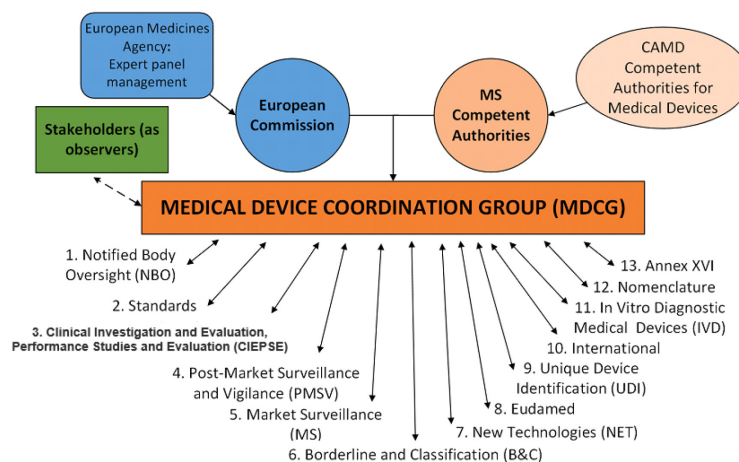 European Medicines
Agency:
Expert panel
management
European
Commission
MS
Competent
Authorities
CAMD
Competent
Authorities for
Medical Devices
Stakeholders (as
observers)
MEDICAL DEVICE COORDINATION GROUP (MDCG)
1. Notified Body
Oversight (NBO)
2. Standards
3. Clinical Investigation and Evaluation,
Performance Studies and Evaluation (CIEPSE)
4. Post-Market Surveillance
and Vigilance (PMSV)
5. Market Surveillance
(MS)
6. Borderline and Classification (B&C)
7. New Technologies (NET)
8. Eudamed
9. Unique Device
Identification (UDI)
10. International
11. In Vitro Diagnostic
Medical Devices (IVD)
12. Nomenclature
13. Annex XVI